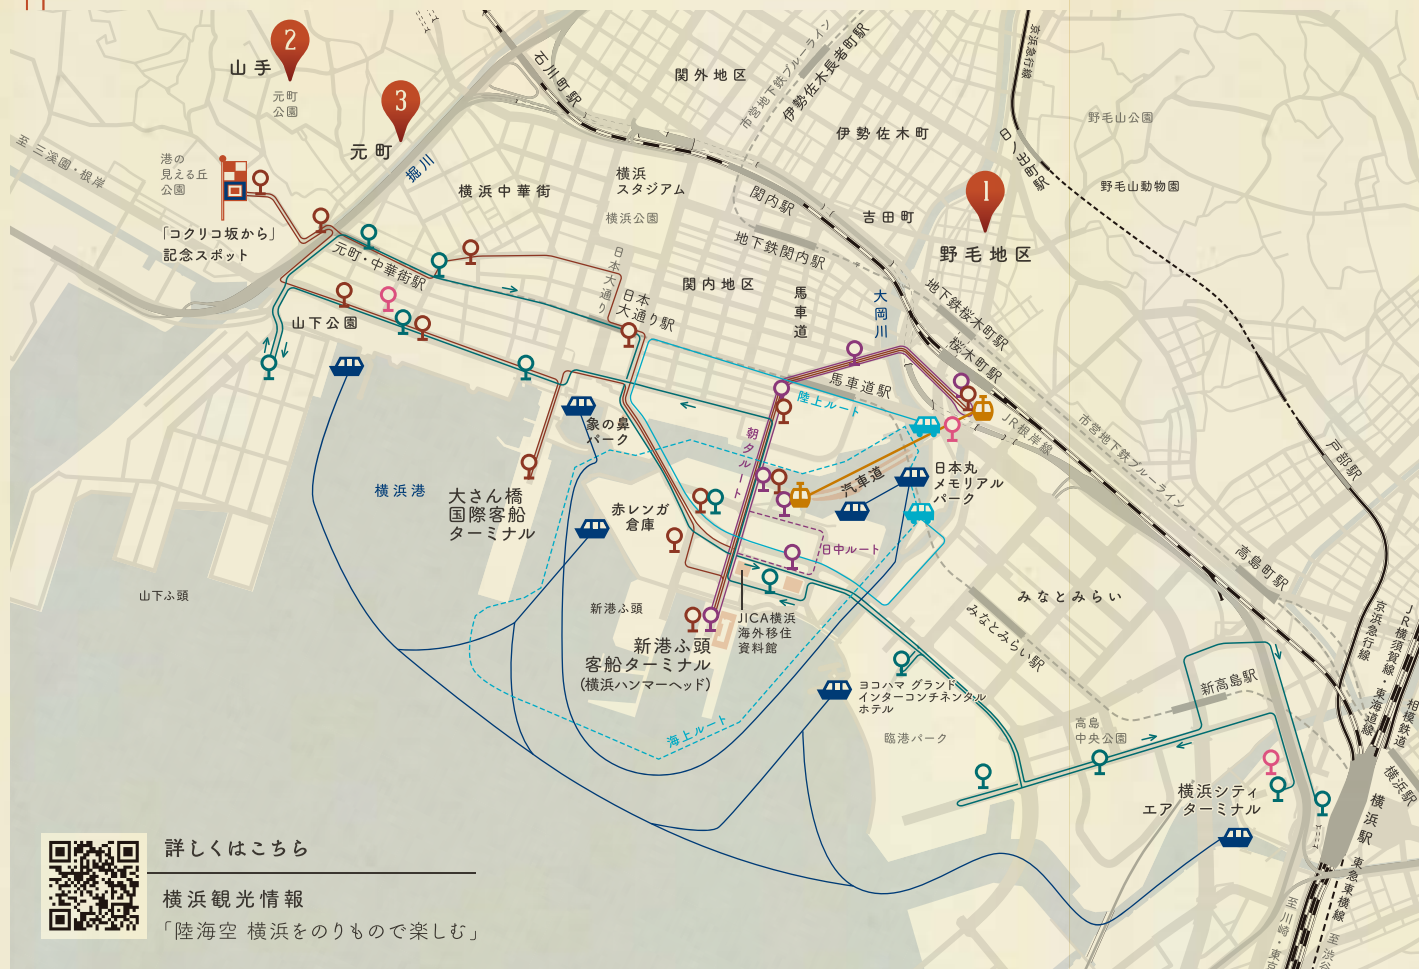 2
山手
元町
公園
3
元町
堀川
石川町駅
関外地区
市営地下鉄ブルーライン
伊勢佐木長者町駅
伊勢佐木町
京浜急行線
日ノ出町駅
野毛山公園
野毛山動物園
至 三溪園・根岸
港の
見える丘
公園
「コクリコ坂から」
記念スポット
横浜中華街
横浜
スタジアム
横浜公園
関内駅
地下鉄関内駅
吉田町
1
野毛地区
元町・中華街駅
日本大通り
日本
大通り駅
関内地区
馬車道
大岡川
地下鉄桜木町駅
桜木町駅
山下公園
馬車道駅
陸上ルート
JR根岸線
市営地下鉄ブルーライン
戸部駅
象の鼻
パーク
朝夕ルート
汽車道
日本丸
メモリアル
パーク
横浜港
大さん橋
国際客船
ターミナル
赤レンガ
倉庫
日中ルート
高島町駅
山下ふ頭
新港ふ頭
JICA横浜
海外移住
資料館
みなとみらい
みなとみらい駅
新港ふ頭
客船ターミナル
(横浜ハンマーヘッド)
京浜急行線
JR横須賀線・東海道線
相模鉄道
ヨコハマ グランド
インターコンチネンタル
ホテル
新高島駅
海上ルート
臨港パーク
高島
中央公園
横浜シティ
エア ターミナル
横浜駅
横浜駅
東急東横線
至 川崎・東京
至 渋谷
詳しくはこちら
横浜観光情報
「陸海空 横浜をのりもので楽しむ」